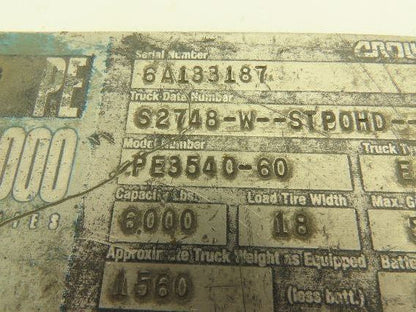 Serial Number
6A133187
PE
Truck Data Number
62748-W--STPOHD--
000
Model Number Truck Ty
PE3540-60 E
Capacity Lbs. Load Tire Width Max. 
6000 18
Approximate Truck Weight as Equipped Batte
1560 (less batt.)